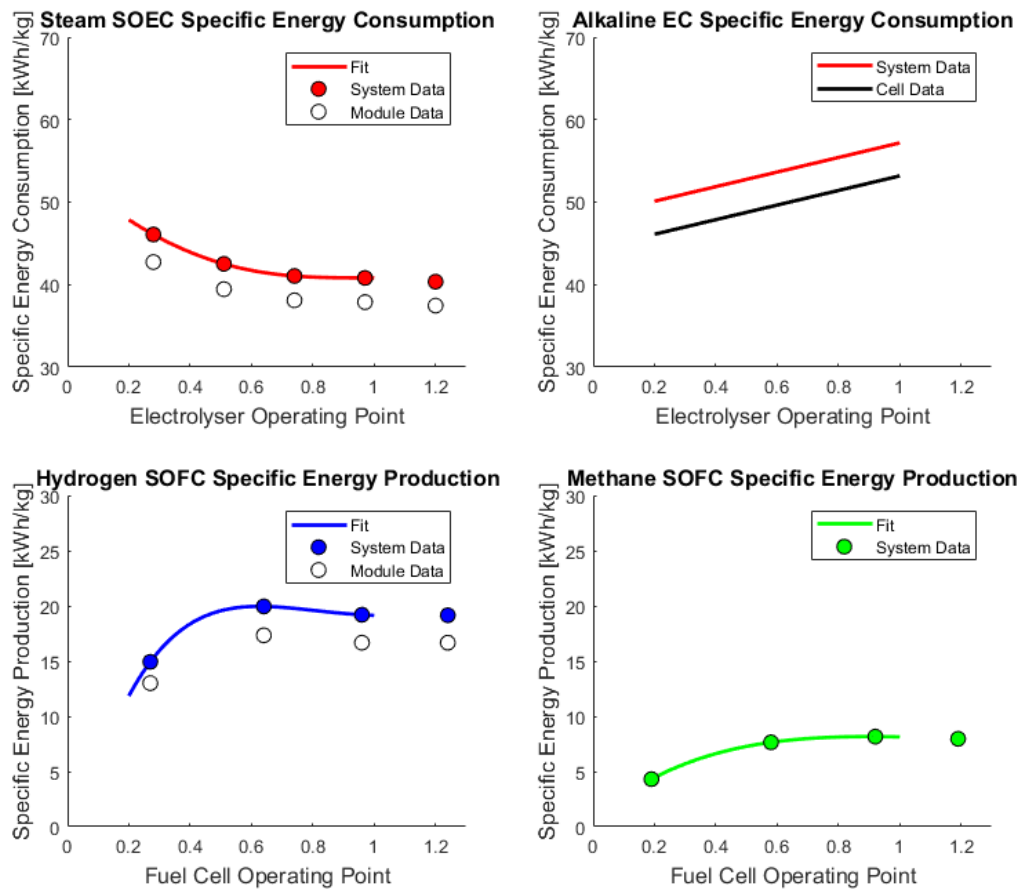 Steam SOEC Specific Energy Consumption
Specific Energy Consumption [kWh/kg]
70
60
50
40
30
0 0.2 0.4 0.6 0.8 1 1.2
Electrolyser Operating Point
Fit
System Data
Module Data
Alkaline EC Specific Energy Consumption
Specific Energy Consumption [kWh/kg]
70
60
50
40
30
0 0.2 0.4 0.6 0.8 1 1.2
Electrolyser Operating Point
System Data
Cell Data
Hydrogen SOFC Specific Energy Production
Specific Energy Production [kWh/kg]
30
25
20
15
10
5
0
0 0.2 0.4 0.6 0.8 1 1.2
Fuel Cell Operating Point
Fit
System Data
Module Data
Methane SOFC Specific Energy Production
Specific Energy Production [kWh/kg]
30
25
20
15
10
5
0
0 0.2 0.4 0.6 0.8 1 1.2
Fuel Cell Operating Point
Fit
System Data